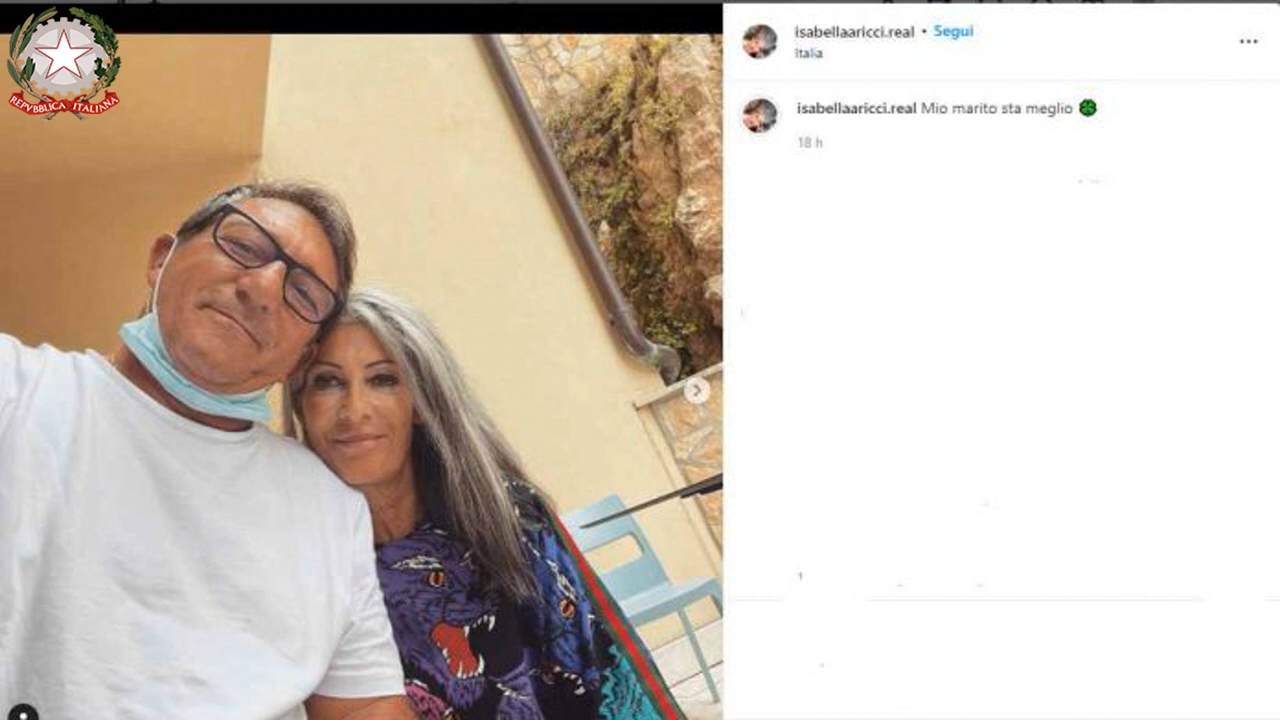 REPVBBLICA ITALIANA
isabellaaricci.real • Segui
Italia
isabellaaricci.real Mio marito sta meglio 🍀
18 h